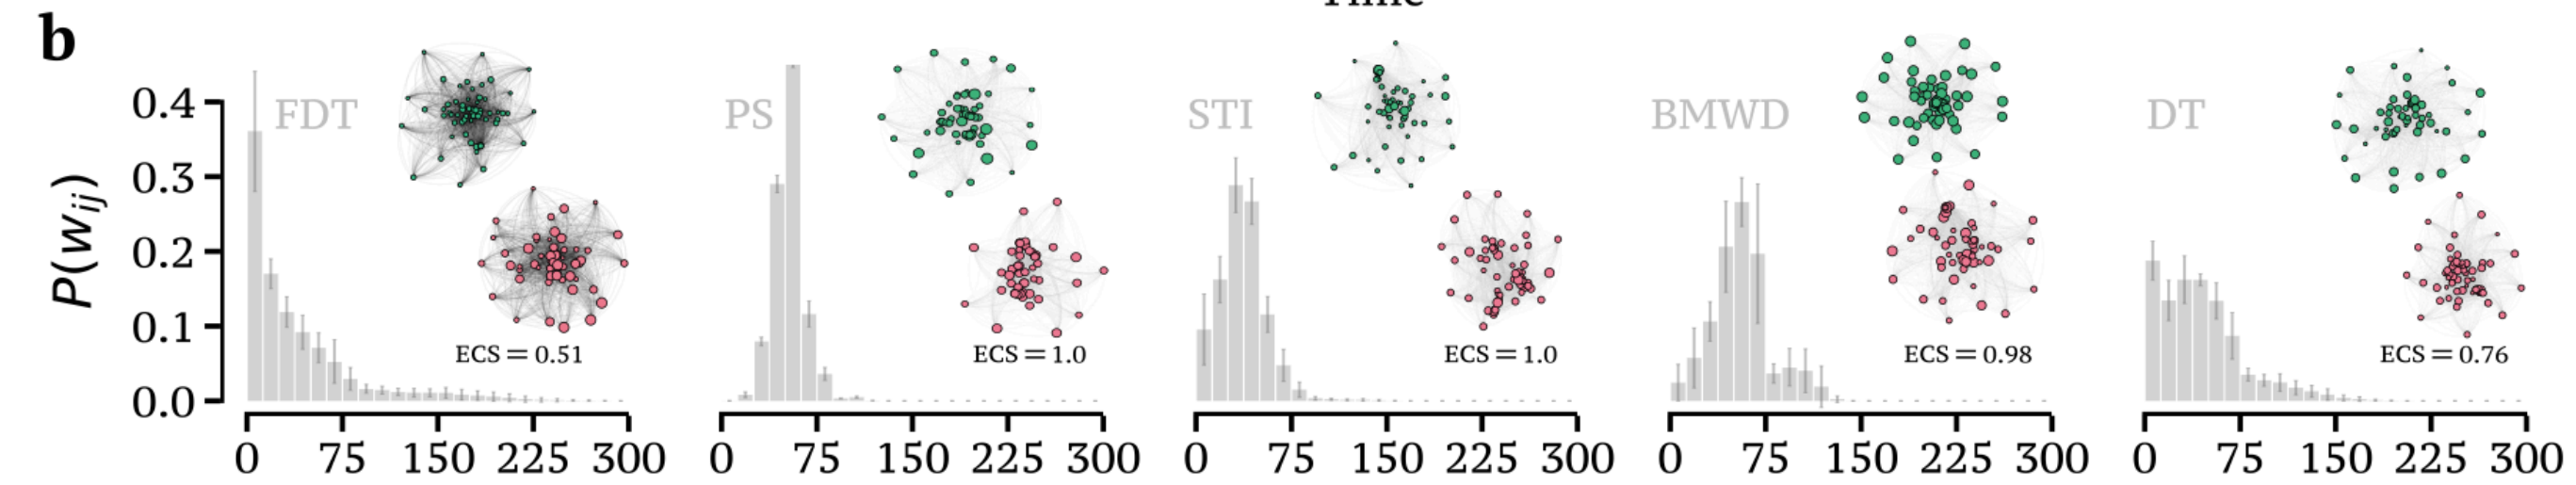 Time
b
P(wij)
0.4
0.3
0.2
0.1
0.0
FDT
ECS = 0.51
0 75 150 225 300
PS
ECS = 1.0
0 75 150 225 300
STI
ECS = 1.0
0 75 150 225 300
BMWD
ECS = 0.98
0 75 150 225 300
DT
ECS = 0.76
0 75 150 225 300